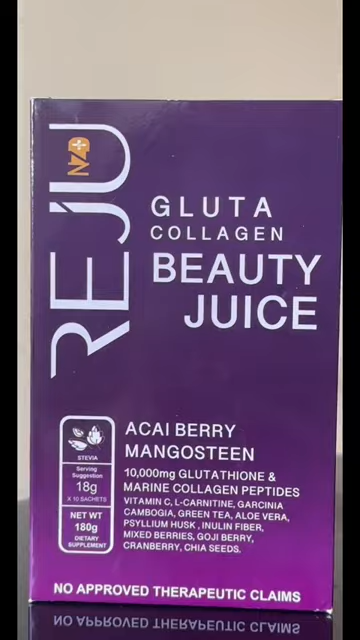 REJU
N4
GLUTA
COLLAGEN
BEAUTY
JUICE
ACAI BERRY
MANGOSTEEN
10,000mg GLUTATHIONE &
MARINE COLLAGEN PEPTIDES
VITAMIN C, L-CARNITINE, GARCINIA
CAMBOGIA, GREEN TEA, ALOE VERA,
PSYLLIUM HUSK , INULIN FIBER,
MIXED BERRIES, GOJI BERRY,
CRANBERRY, CHIA SEEDS.
STEVIA
Serving
Suggestion
18g
X 10 SACHETS
NET WT
180g
DIETARY
SUPPLEMENT
NO APPROVED THERAPEUTIC CLAIMS